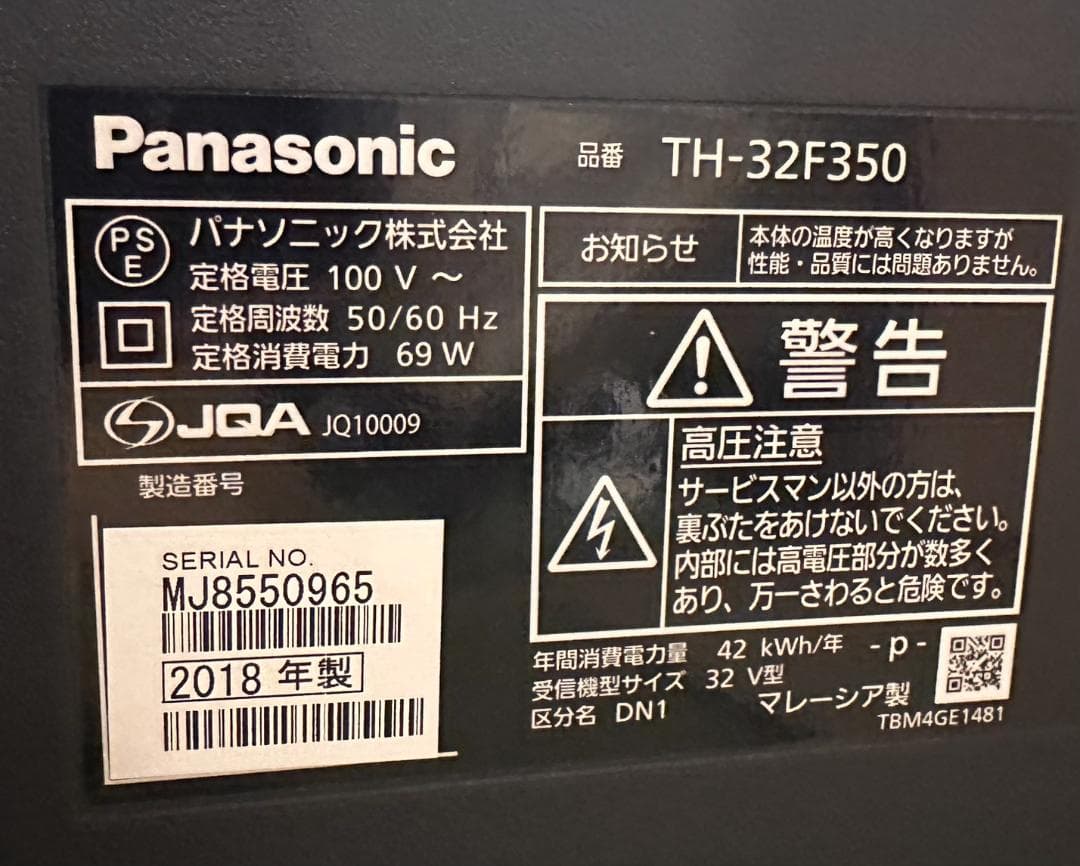 Panasonic
品番 TH-32F350
PSE
パナソニック株式会社
定格電圧 100 V ～
定格周波数 50/60 Hz
定格消費電力 69 W
JQA JQ10009
製造番号
SERIAL NO.
MJ8550965
2018 年製
お知らせ
本体の温度が高くなりますが
性能・品質には問題ありません。
警告
高圧注意
サービスマン以外の方は、
裏ぶたをあけないでください。
内部には高電圧部分が数多く
あり、万一さわると危険です。
年間消費電力量 42 kWh/年 -p-
受信機型サイズ 32 V型
区分名 DN1 マレーシア製
TBM4GE1481